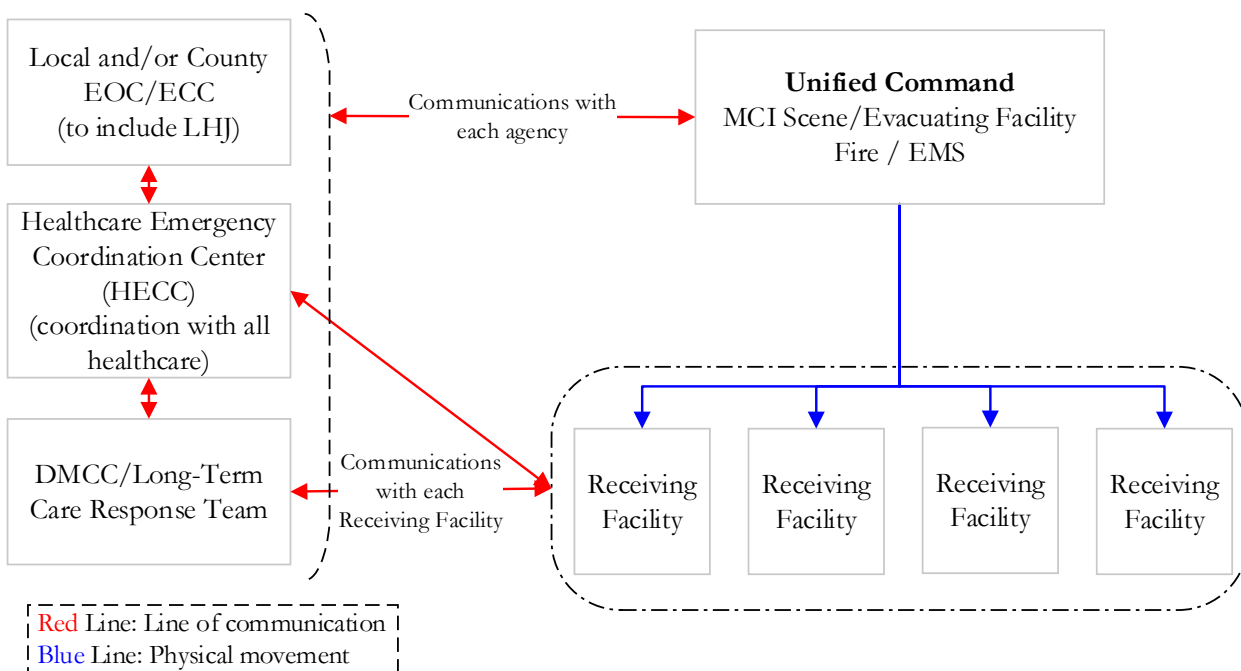 Local and/or County
EOC/ECC
(to include LHJ)
Communications with
each agency
Unified Command
MCI Scene/Evacuating Facility
Fire / EMS
Healthcare Emergency
Coordination Center
(HECC)
(coordination with all
healthcare)
DMCC/Long-Term
Care Response Team
Communications
with each
Receiving Facility
Receiving
Facility
Receiving
Facility
Receiving
Facility
Receiving
Facility
Red Line: Line of communication
Blue Line: Physical movement